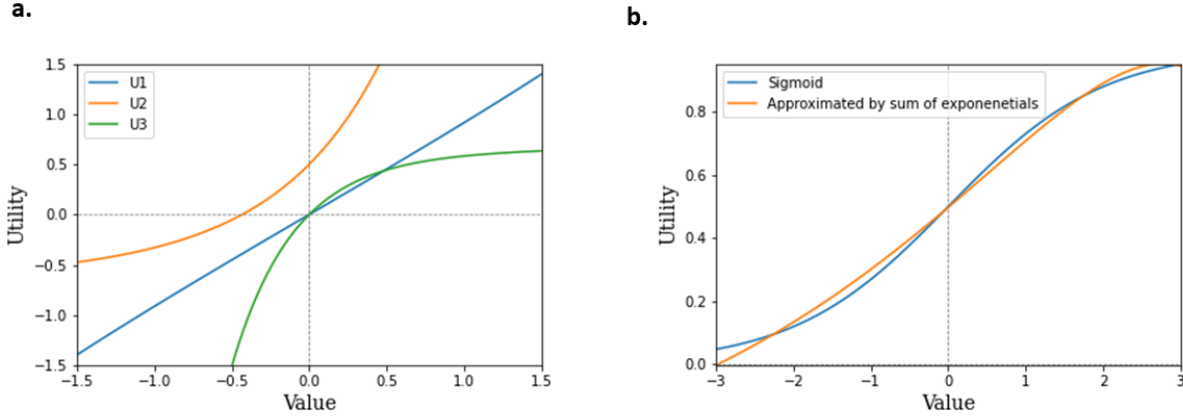 a.
b.
1.5
1.0
0.5
0.0
−0.5
−1.0
−1.5
Utility
U1
U2
U3
−1.5
−1.0
−0.5
0.0
0.5
1.0
1.5
Value
0.8
0.6
0.4
0.2
0.0
Utility
Sigmoid
Approximated by sum of exponenetials
−3
−2
−1
0
1
2
3
Value